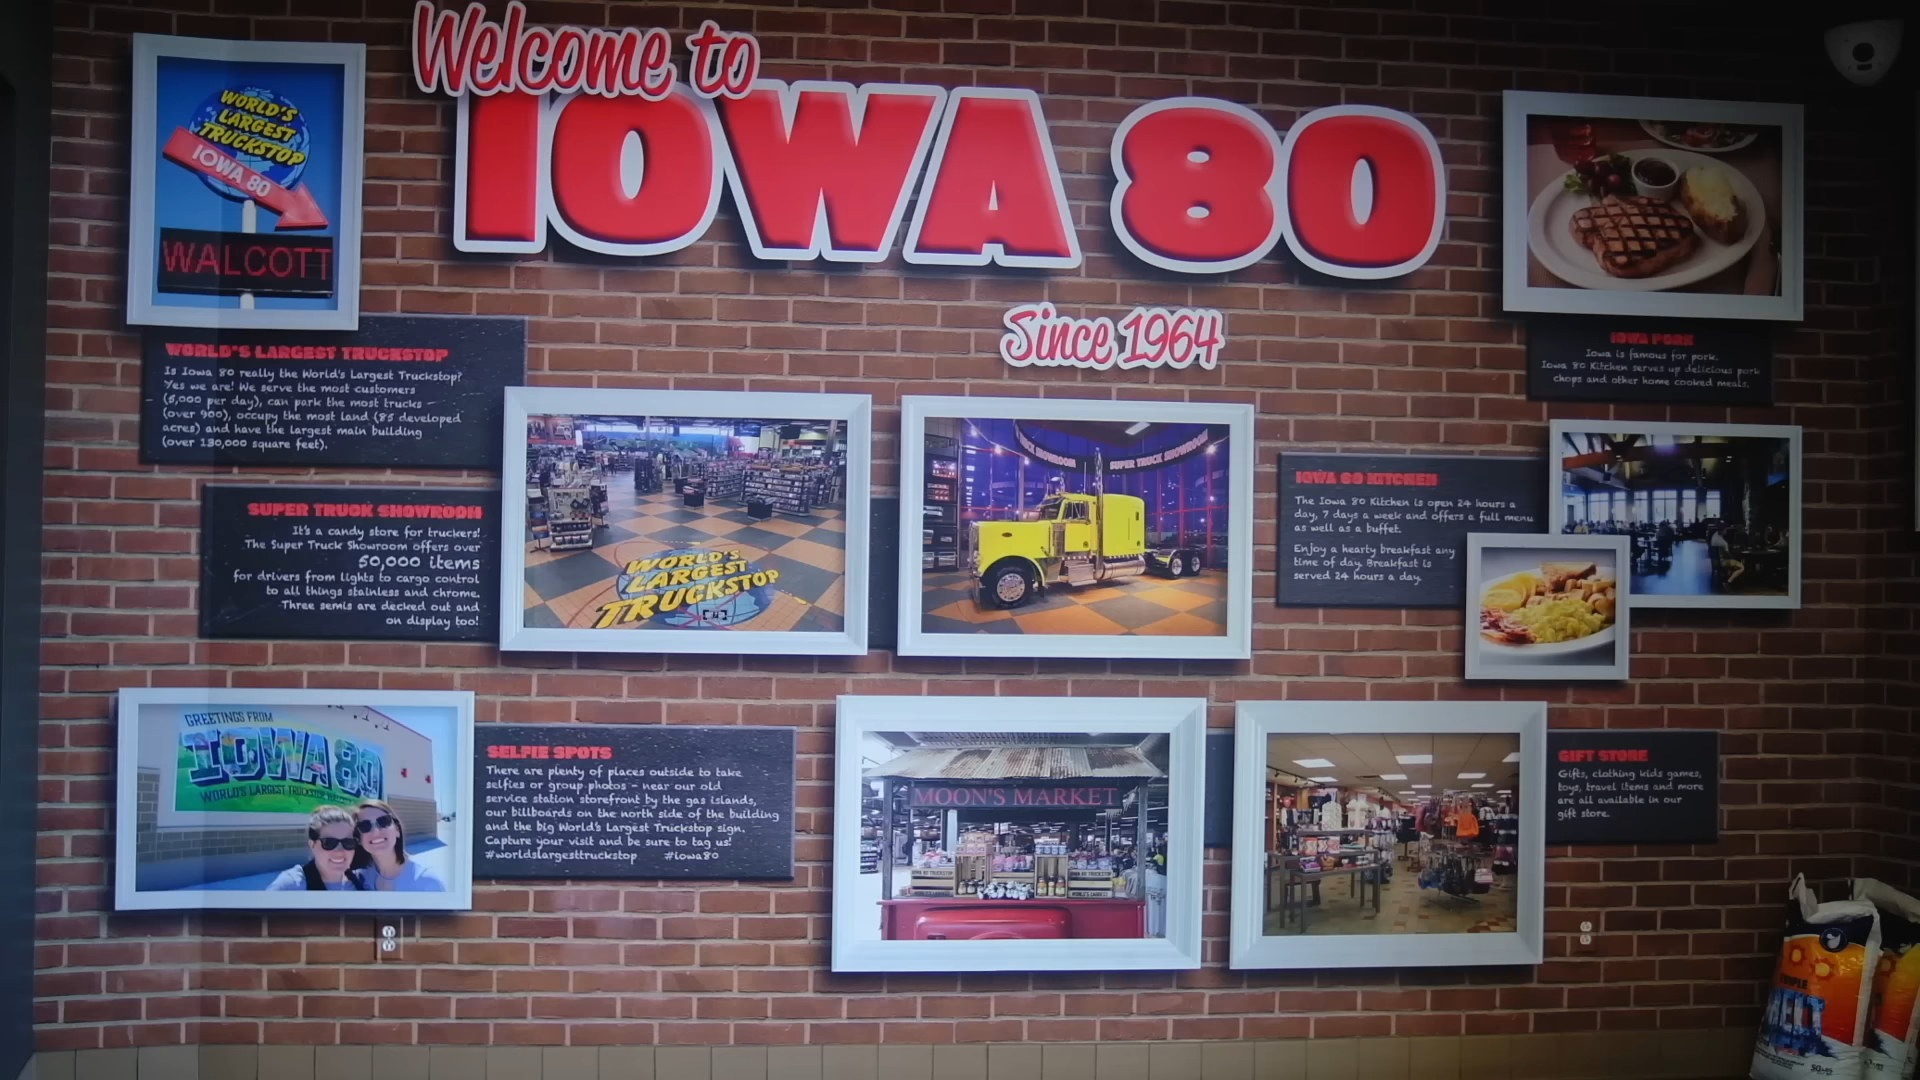 Welcome to
IOWA 80
Since 1964
WORLD'S
LARGEST
TRUCKSTOP
IOWA 80
WALCOTT
WORLD'S LARGEST TRUCKSTOP
Is Iowa 80 really the World's Largest Truckstop?
Yes we are! We serve the most customers
(5,000 per day), can park the most trucks
(over 900), occupy the most land (85 developed
acres) and have the largest main building
(over 130,000 square feet).
SUPER TRUCK SHOWROOM
It's a candy store for truckers!
The Super Truck Showroom offers over
50,000 items
for drivers from lights to cargo control
to all things stainless and chrome.
Three semis are decked out and
on display too!
WORLD'S
LARGEST
TRUCKSTOP
TRUCK SHOWROOM
SUPER TRUCK SHOWROOM
IOWA PORK
Iowa is famous for pork.
Iowa 80 Kitchen serves up delicious pork
chops and other home cooked meals.
IOWA 80 KITCHEN
The Iowa 80 Kitchen is open 24 hours a
day, 7 days a week and offers a full menu
as well as a buffet.
Enjoy a hearty breakfast any
time of day. Breakfast is
served 24 hours a day.
GREETINGS FROM
IOWA 80
WORLD'S LARGEST TRUCKSTOP
SELFIE SPOTS
There are plenty of places outside to take
selfies or group photos - near our old
service station storefront by the gas islands,
our billboards on the north side of the building
and the big World's Largest Truckstop sign.
Capture your visit and be sure to tag us!
#worldslargesttruckstop #iowa80
MOON'S MARKET
GIFT STORE
Gifts, clothing kids games,
toys, travel items and more
are all available in our
gift store.